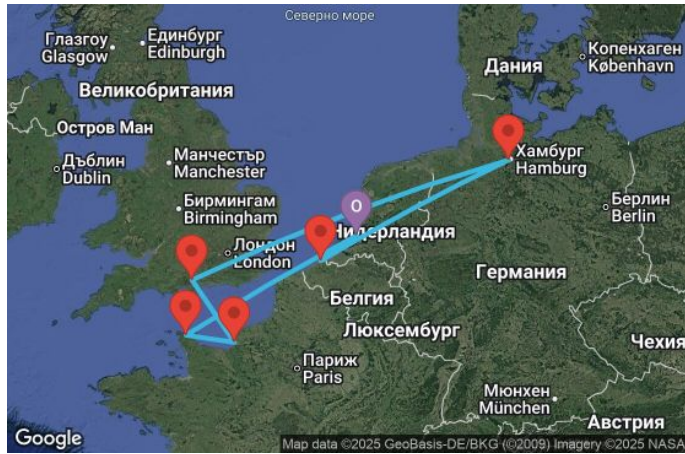 Северно море
Глазгоу
Glasgow
Единбург
Edinburgh
Копенхаген
København
Дания
Великобритания
Остров Ман
Хамбург
Hamburg
Дъблин
Dublin
Манчестър
Manchester
Берлин
Berlin
Бирмингам
Birmingham
O
Нидерландия
Лондон
London
Германия
Белгия
Люксембург
Чехия
Париж
Paris
Мюнхен
München
Австрия
Google
Map data ©2025 GeoBasis-DE/BKG (©2009) Imagery ©2025 NASA